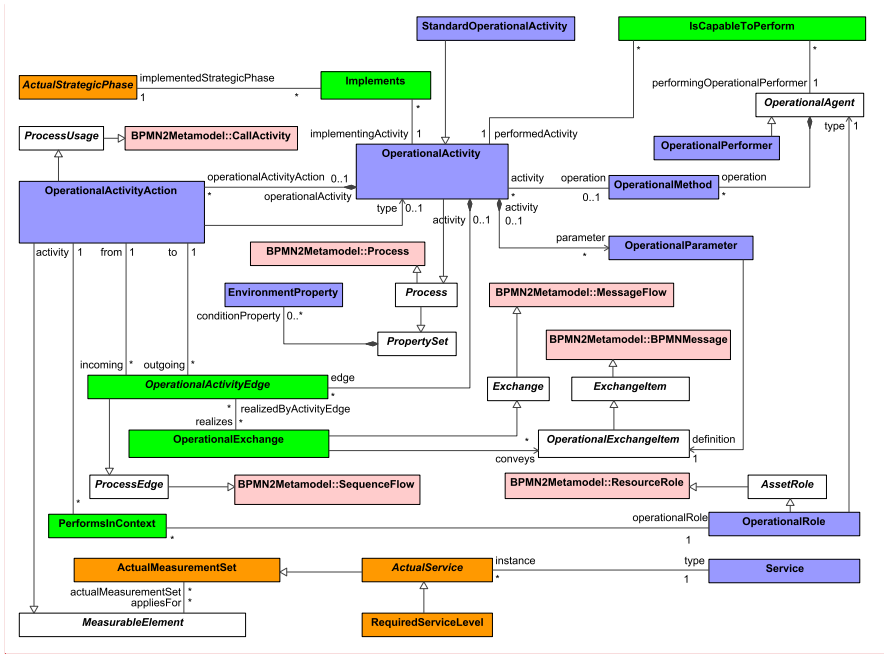 StandardOperationalActivity
IsCapableToPerform
*
*
ActualStrategicPhase
implementedStrategicPhase
1
*
Implements
*
performingOperationalPerformer
1
OperationalAgent
type
1
ProcessUsage
BPMN2Metamodel::CallActivity
implementingActivity
1
1
performedActivity
OperationalPerformer
OperationalActivity
OperationalActivityAction
operationalActivityAction
0..1
*
operationalActivity
activity
*
operation
0..1
OperationalMethod
operation
*
type
0..1
activity
0..1
activity
0..1
parameter
*
OperationalParameter
activity
1
from
1
to
1
BPMN2Metamodel::Process
EnvironmentProperty
conditionProperty
0..*
Process
PropertySet
BPMN2Metamodel::MessageFlow
BPMN2Metamodel::BPMNMessage
incoming
*
outgoing
*
OperationalActivityEdge
edge
*
Exchange
ExchangeItem
*
realizedByActivityEdge
realizes
*
OperationalExchange
*
conveys
OperationalExchangeItem
definition
1
ProcessEdge
BPMN2Metamodel::SequenceFlow
BPMN2Metamodel::ResourceRole
AssetRole
*
PerformsInContext
*
operationalRole
1
OperationalRole
ActualMeasurementSet
ActualService
instance
*
type
1
Service
actualMeasurementSet
*
appliesFor
*
MeasurableElement
RequiredServiceLevel